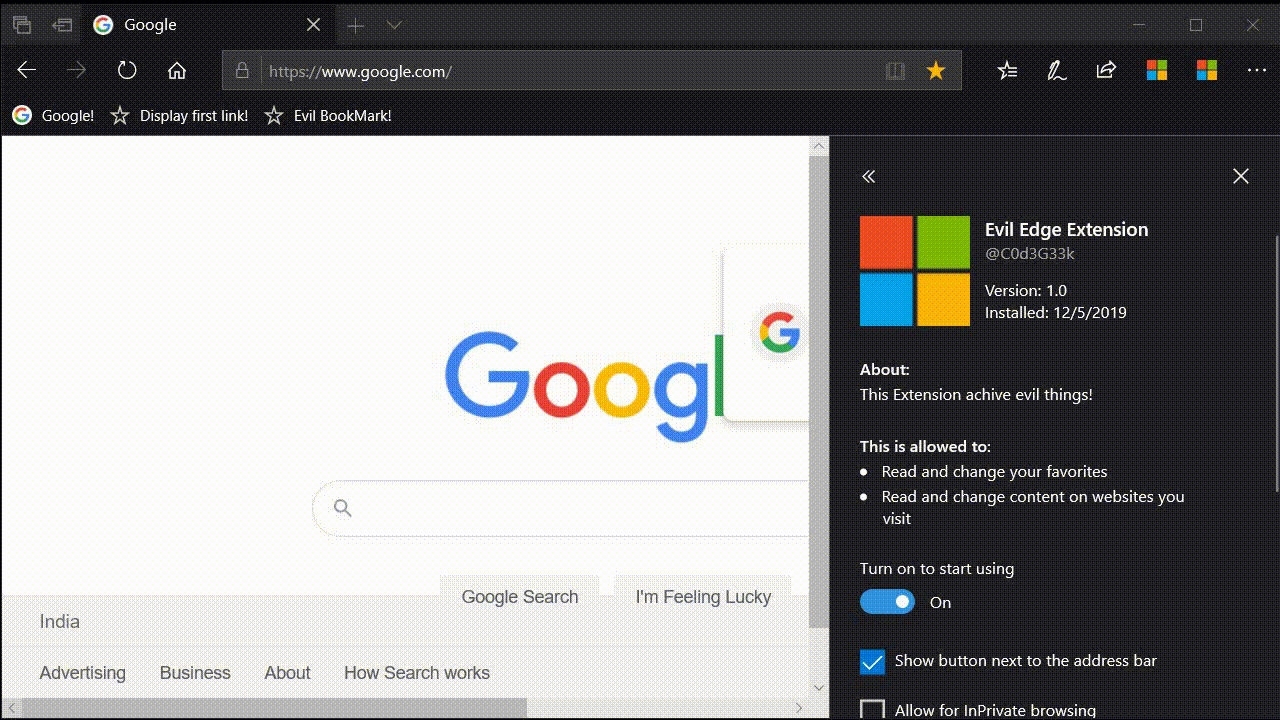 Google
https://www.google.com/
Google!
Display first link!
Evil BookMark!
Googl
G
Google Search
I'm Feeling Lucky
India
Advertising
Business
About
How Search works
Evil Edge Extension
@C0d3G33k
Version: 1.0
Installed: 12/5/2019
About:
This Extension achive evil things!
This is allowed to:
Read and change your favorites
Read and change content on websites you
visit
Turn on to start using
On
Show button next to the address bar
Allow for InPrivate browsing